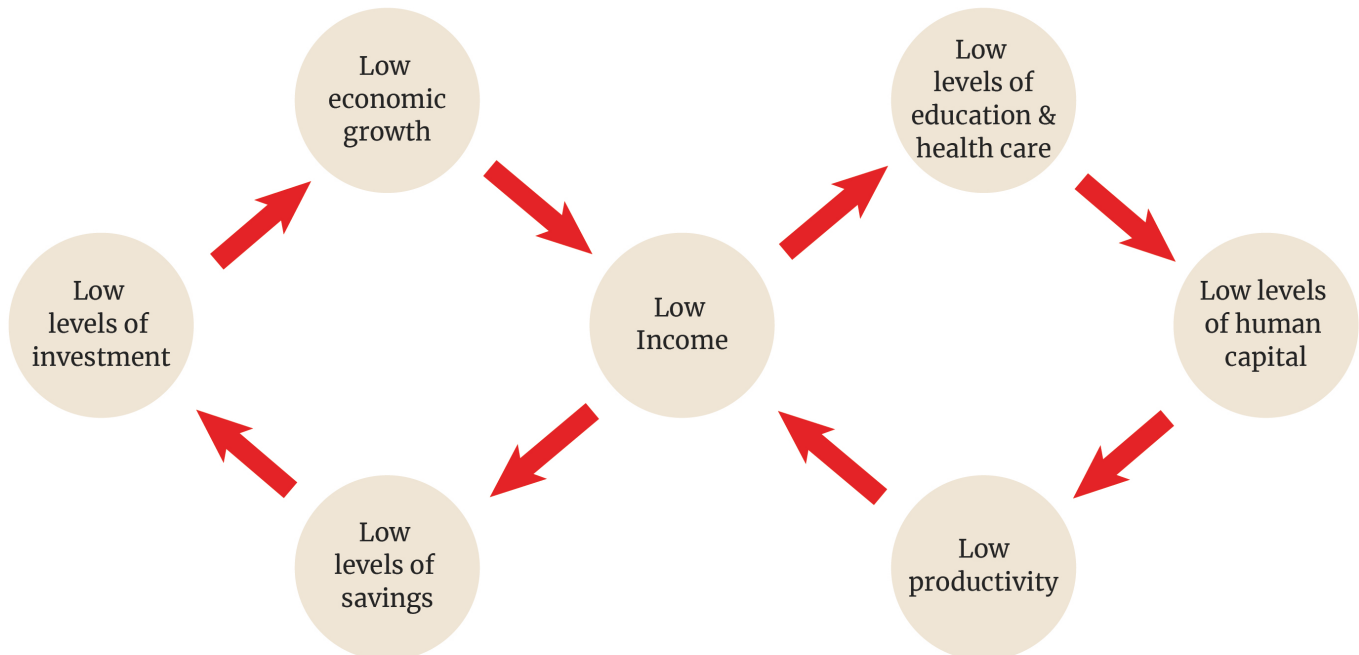 Low
economic
growth
Low
levels of
education &
health care
Low
levels of
investment
Low
Income
Low levels
of human
capital
Low
levels of
savings
Low
productivity